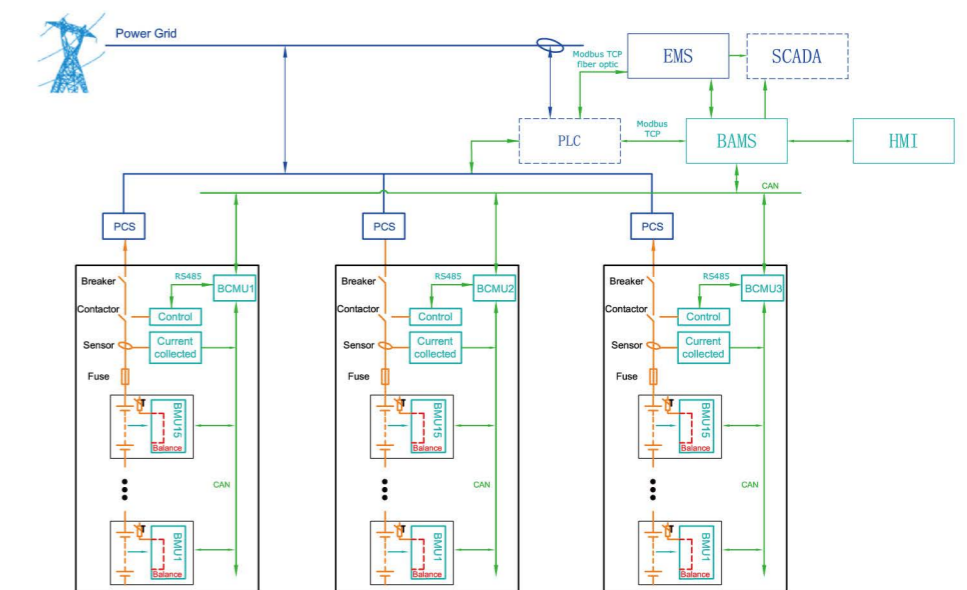 Power Grid
Modbus TCP
fiber optic
EMS
SCADA
PLC
Modbus
TCP
BAMS
HMI
CAN
PCS
PCS
PCS
Breaker
RS485
BCMU1
Contactor
Control
Sensor
Current
collected
Fuse
T
BMU15
Balance
CAN
T
BMU1
Balance
Breaker
RS485
BCMU2
Contactor
Control
Sensor
Current
collected
Fuse
T
BMU15
Balance
CAN
T
BMU1
Balance
Breaker
RS485
BCMU3
Contactor
Control
Sensor
Current
collected
Fuse
T
BMU15
Balance
CAN
T
BMU1
Balance